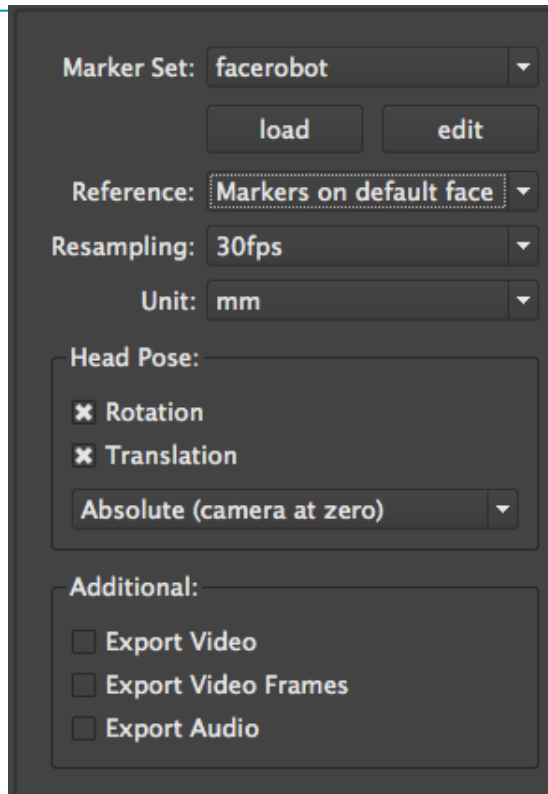 Marker Set: facerobot
load edit
Reference: Markers on default face
Resampling: 30fps
Unit: mm
Head Pose:
Rotation
Translation
Absolute (camera at zero)
Additional:
Export Video
Export Video Frames
Export Audio